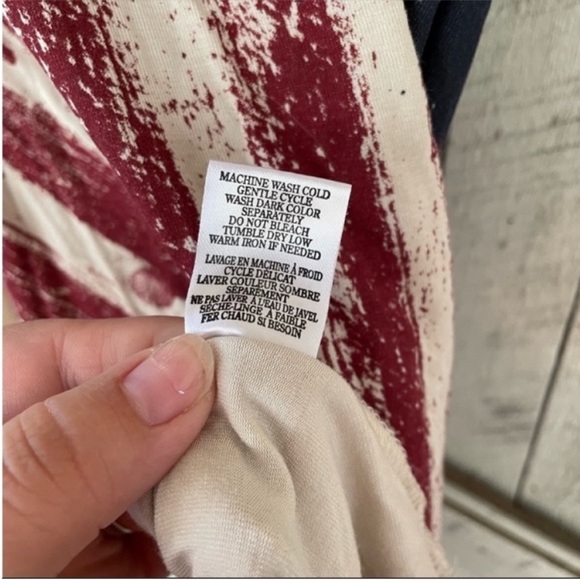 MACHINE WASH COLD
GENTLE CYCLE
WASH DARK COLOR
SEPARATELY
DO NOT BLEACH
TUMBLE DRY LOW
WARM IRON IF NEEDED
LAVAGE EN MACHINE À FROID
CYCLE DÉLICAT
LAVER COULEUR SOMBRE
SÉPARÉMENT
NE PAS LAVER À L'EAU DE JAVEL
SÈCHE-LINGE À FAIBLE
FER CHAUD SI BESOIN